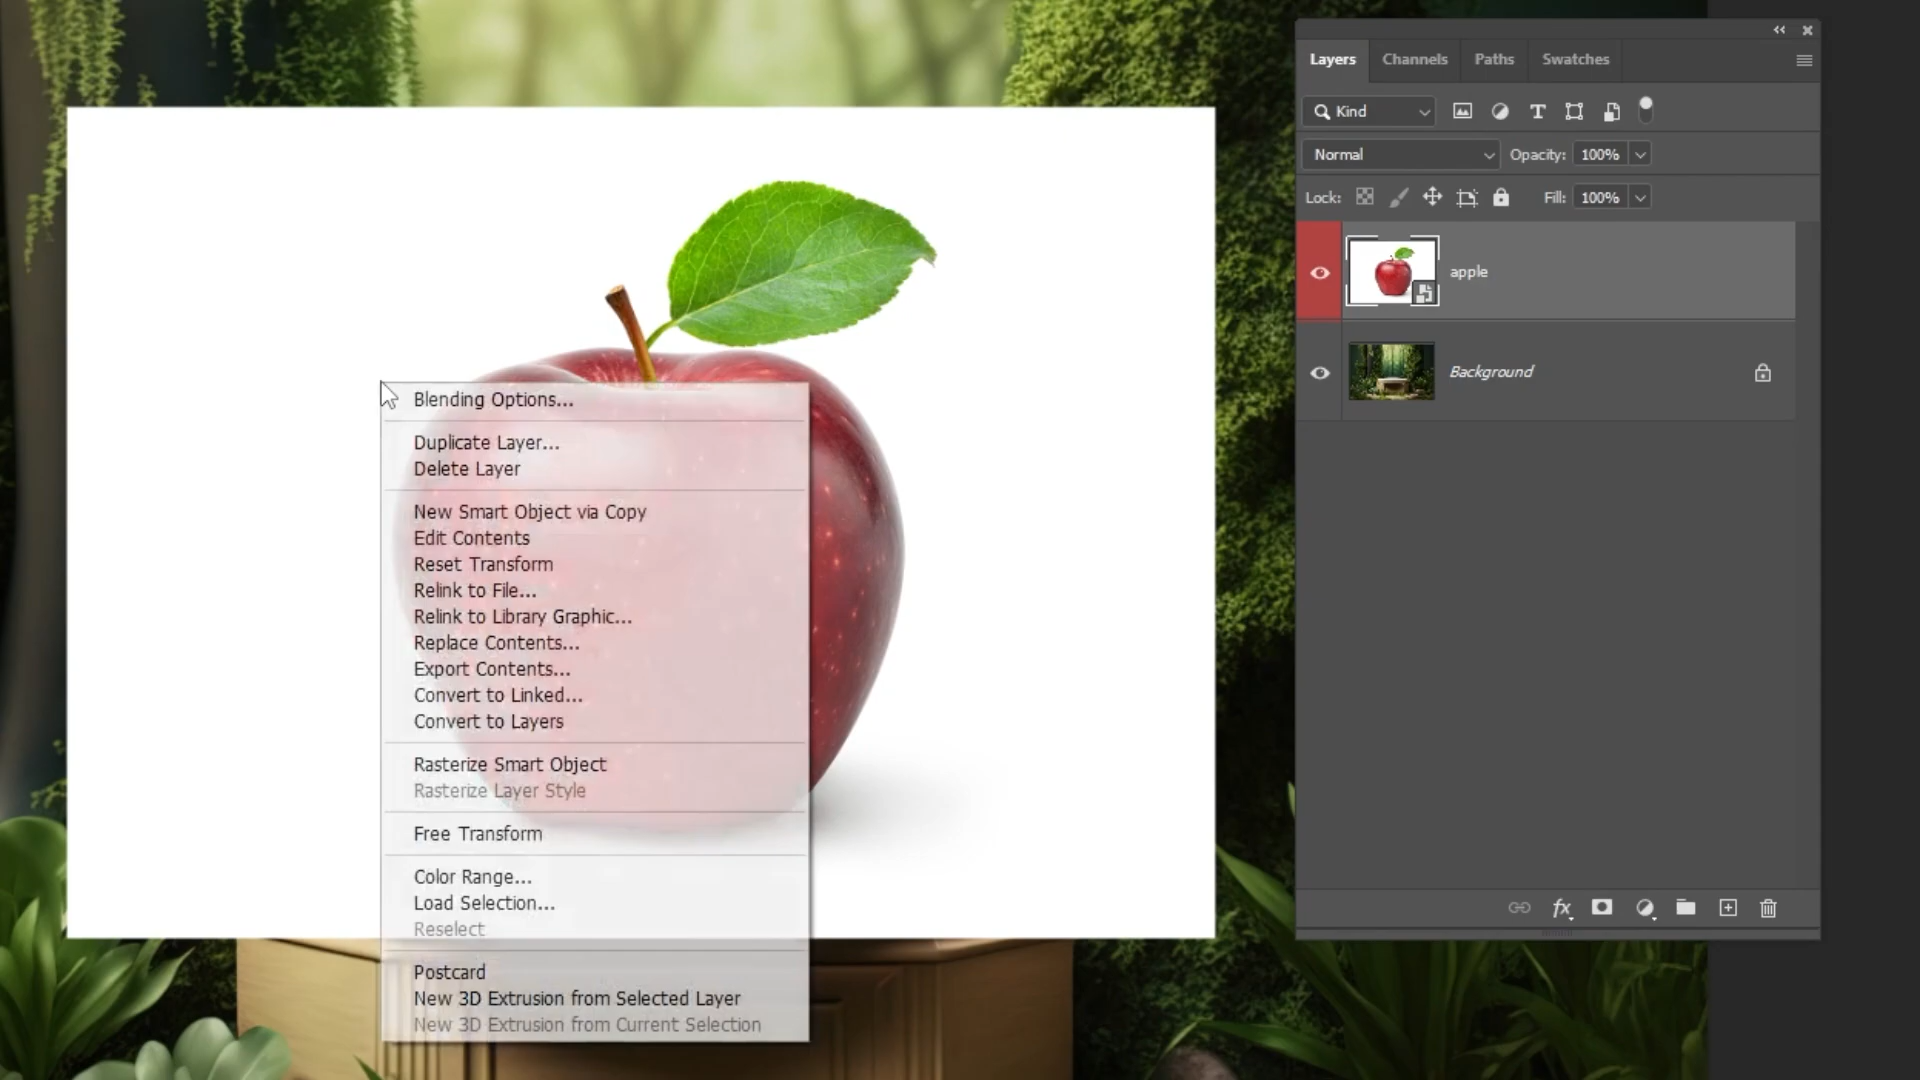 Layers
Channels
Paths
Swatches
Kind
Normal
Opacity:
100%
Lock:
Fill:
100%
apple
Background
fx
Blending Options...
Duplicate Layer...
Delete Layer
New Smart Object via Copy
Edit Contents
Reset Transform
Relink to File...
Relink to Library Graphic...
Replace Contents...
Export Contents...
Convert to Linked...
Convert to Layers
Rasterize Smart Object
Rasterize Layer Style
Free Transform
Color Range...
Load Selection...
Reselect
Postcard
New 3D Extrusion from Selected Layer
New 3D Extrusion from Current Selection